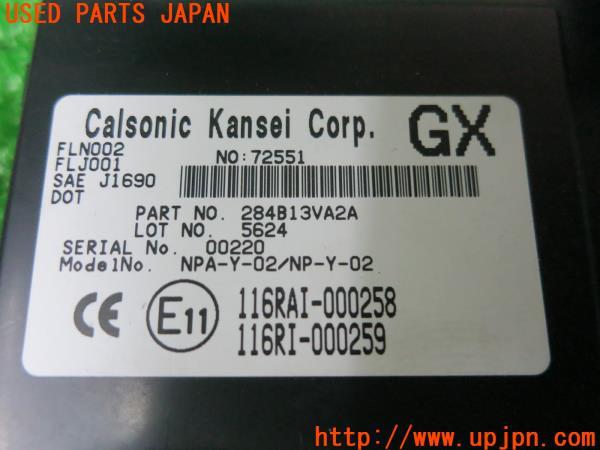 USED PARTS JAPAN
Calsonic Kansei Corp.
GX
FLN002
FLJ001
SAE J1690
DOT
NO:72551
PART NO. 284B13VA2A
LOT NO. 5624
SERIAL No. 00220
ModelNo. NPA-Y-02/NP-Y-02
CE
E11
116RAI-000258
116RI-000259
www.upjpn.com